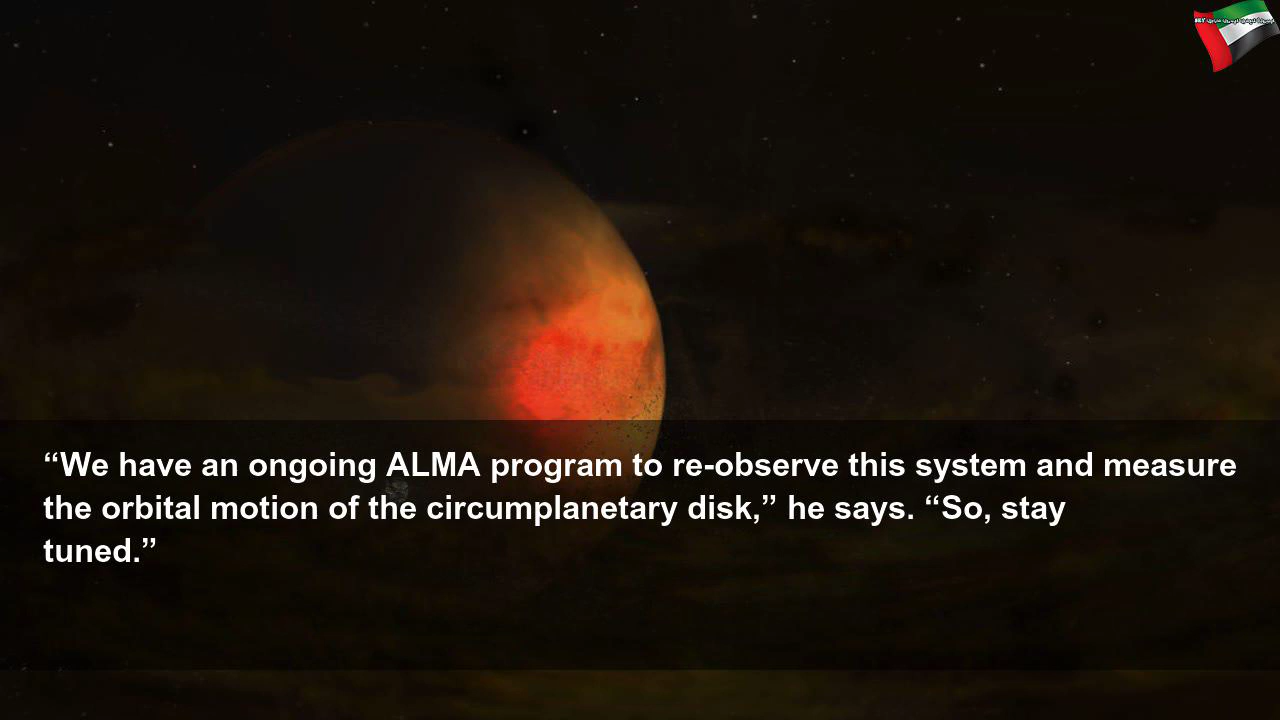 “We have an ongoing ALMA program to re-observe this system and measure
the orbital motion of the circumplanetary disk,” he says. “So, stay
tuned.”